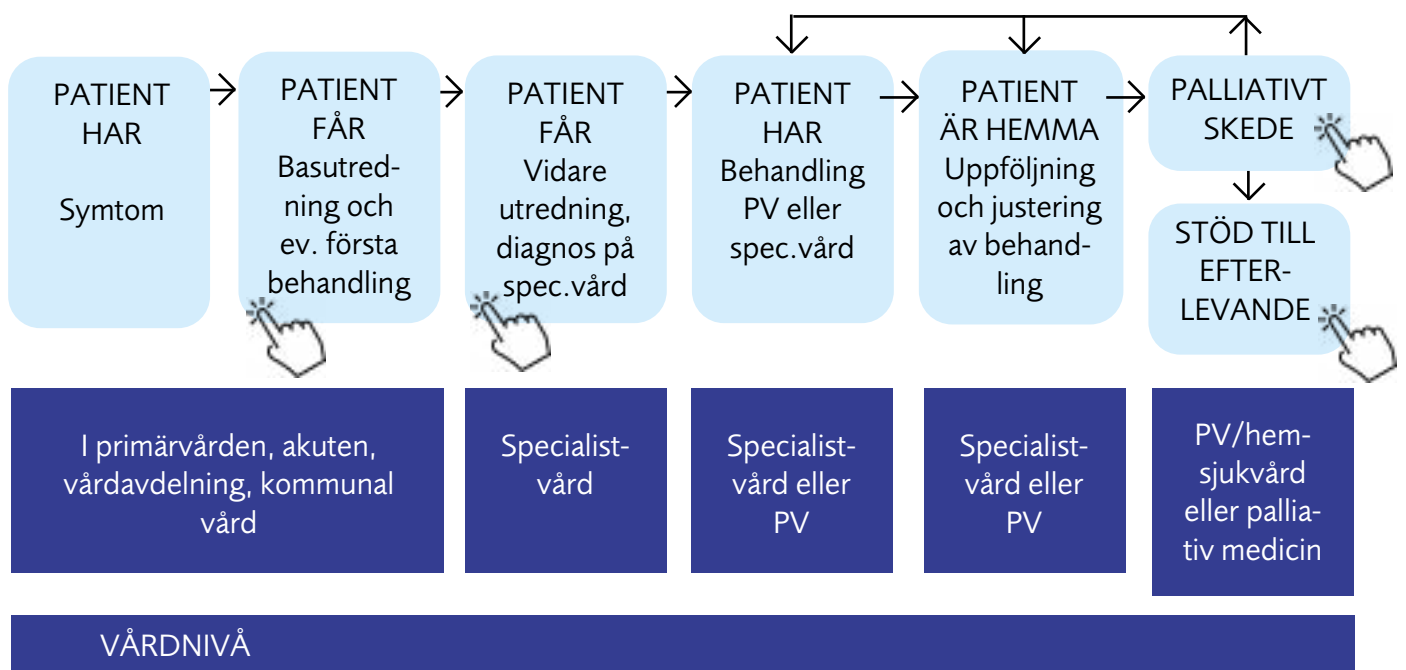 PATIENT
HAR
Symtom
PATIENT
FÅR
Basutred-
ning och
ev. första
behandling
PATIENT
FÅR
Vidare
utredning,
diagnos på
spec.vård
PATIENT
HAR
Behandling
PV eller
spec.vård
PATIENT
ÄR HEMMA
Uppföljning
och justering
av behand-
ling
PALLIATIVT
SKEDE
STÖD TILL
EFTER-
LEVANDE
I primärvården, akuten,
vårdavdelning, kommunal
vård
Specialist-
vård
Specialist-
vård eller
PV
Specialist-
vård eller
PV
PV/hem-
sjukvård
eller pallia-
tiv medicin
VÅRDNIVÅ